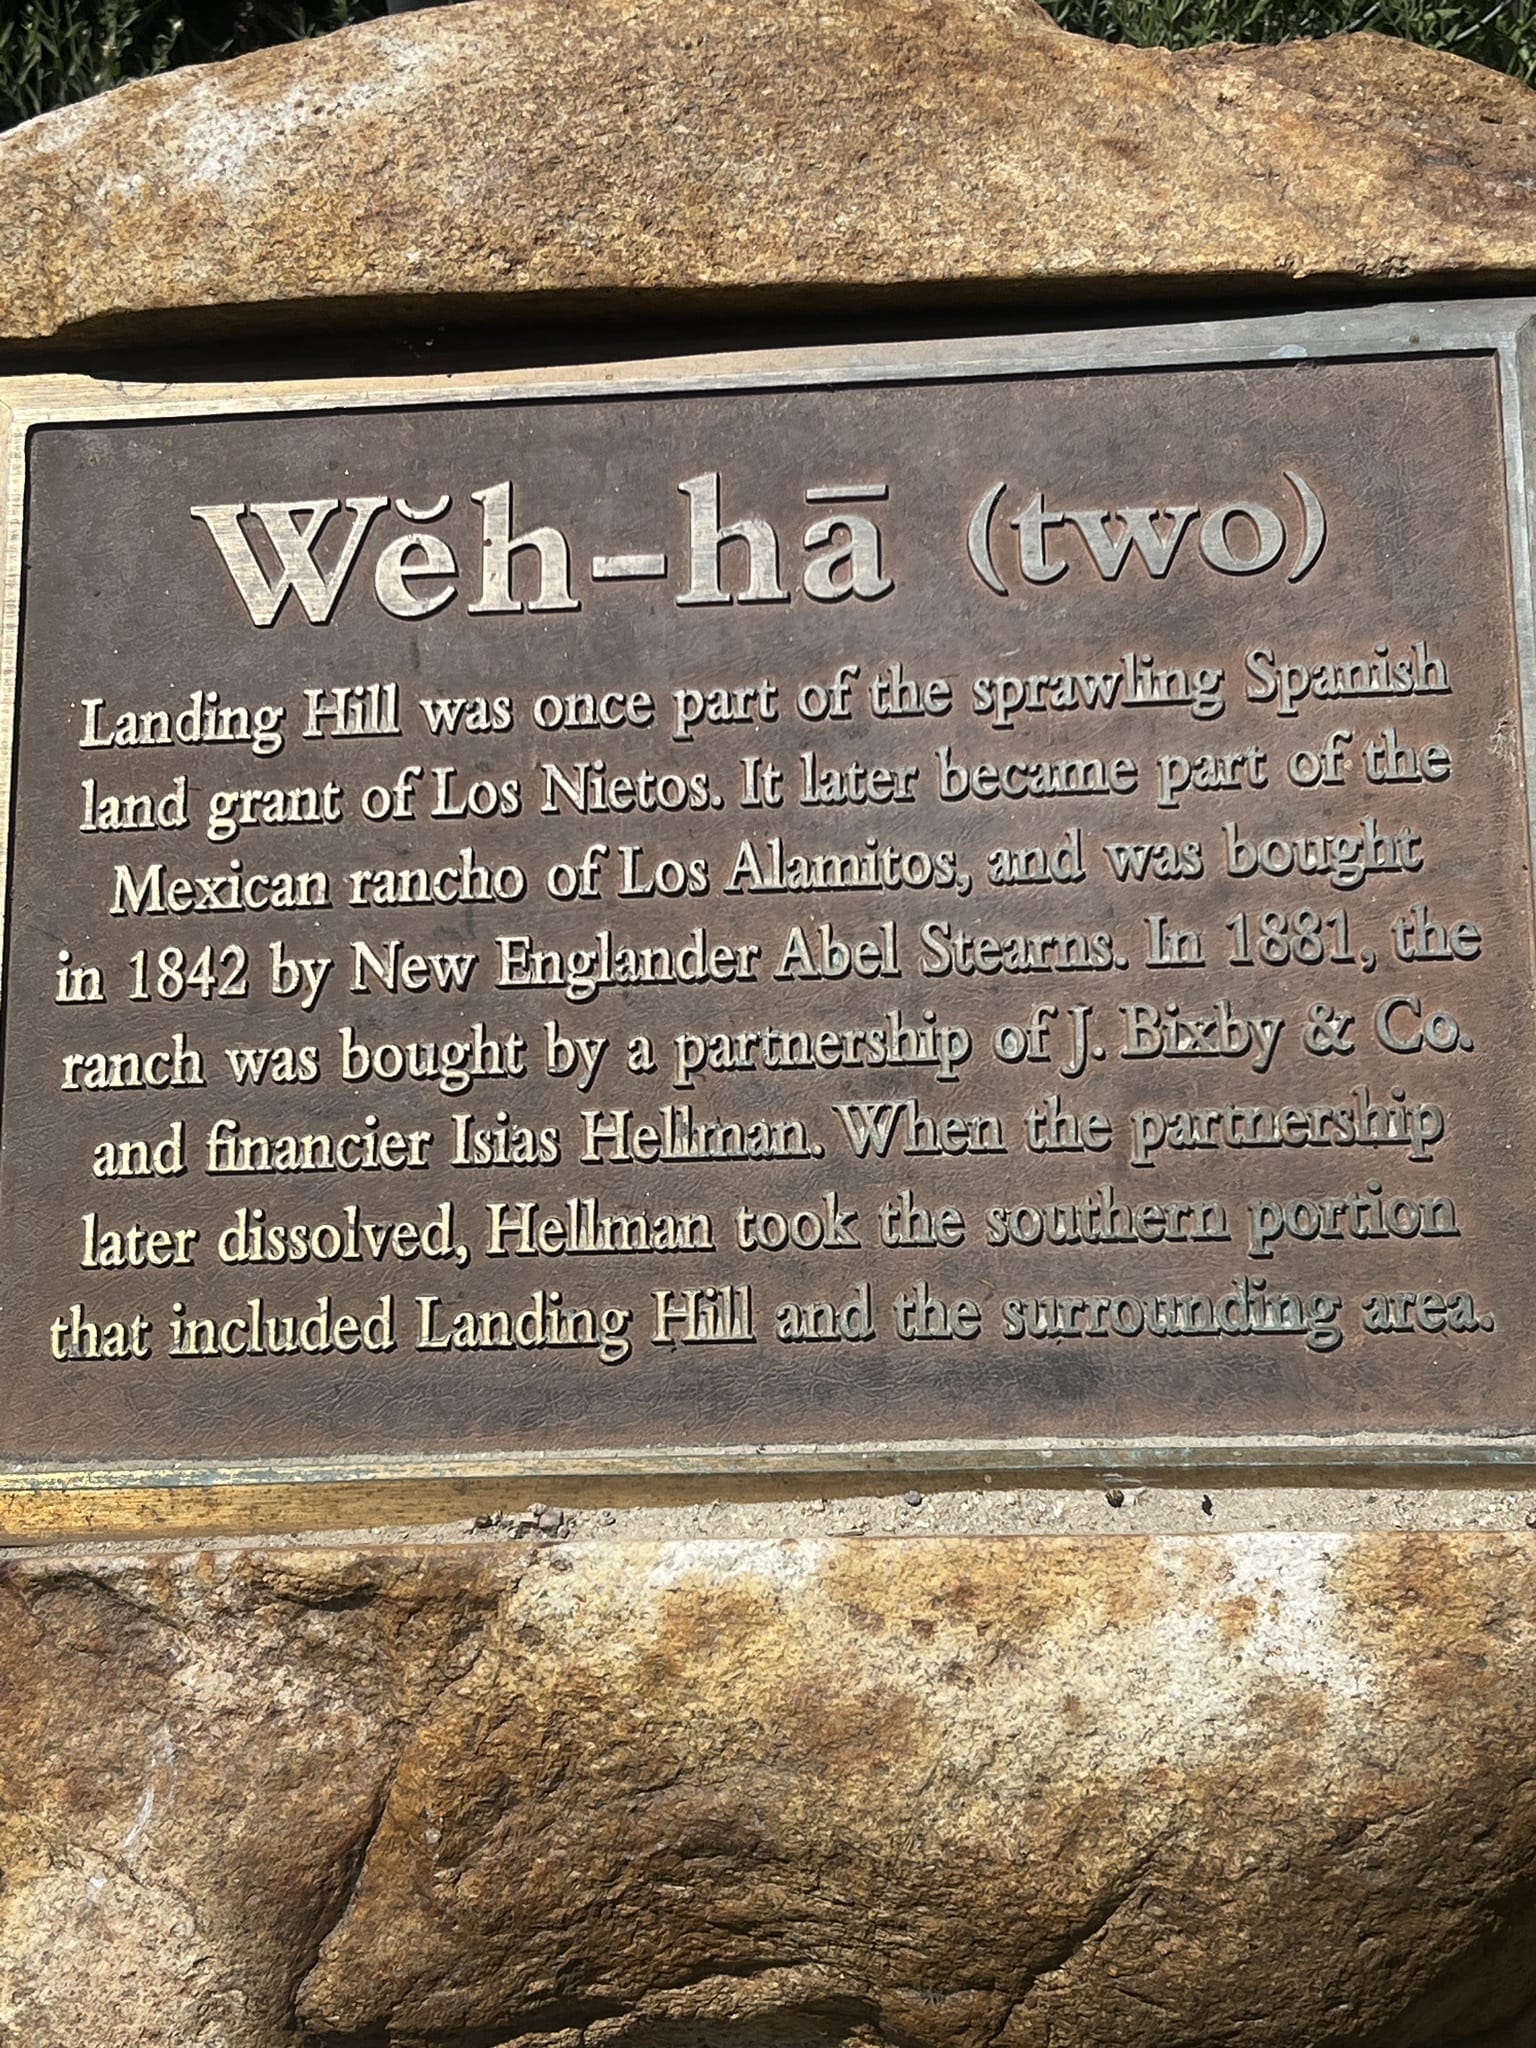 Wĕh-hā (two)
Landing Hill was once part of the sprawling Spanish
land grant of Los Nietos. It later became part of the
Mexican rancho of Los Alamitos, and was bought
in 1842 by New Englander Abel Stearns. In 1881, the
ranch was bought by a partnership of J. Bixby & Co.
and financier Isias Hellman. When the partnership
later dissolved, Hellman took the southern portion
that included Landing Hill and the surrounding area.